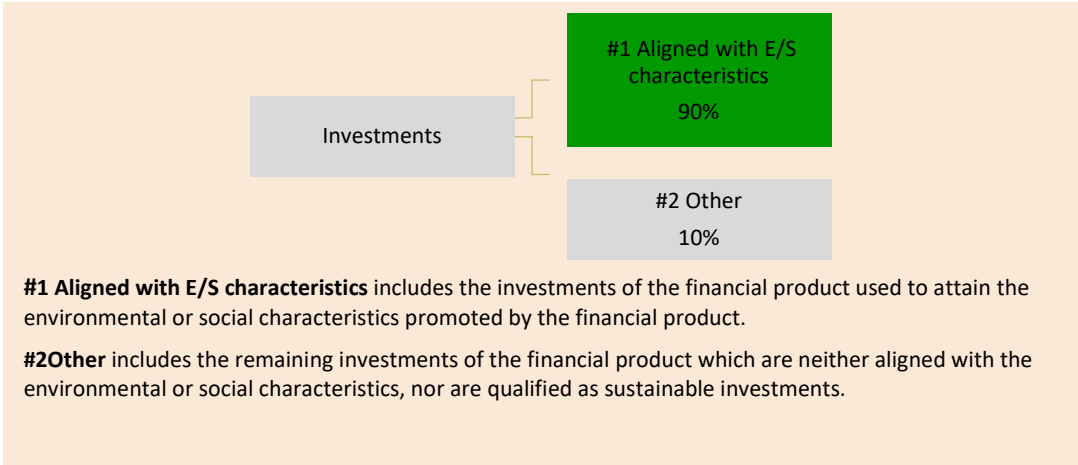 #1 Aligned with E/S
characteristics
90%
Investments
#2 Other
10%
#1 Aligned with E/S characteristics includes the investments of the financial product used to attain the
environmental or social characteristics promoted by the financial product.
#2Other includes the remaining investments of the financial product which are neither aligned with the
environmental or social characteristics, nor are qualified as sustainable investments.